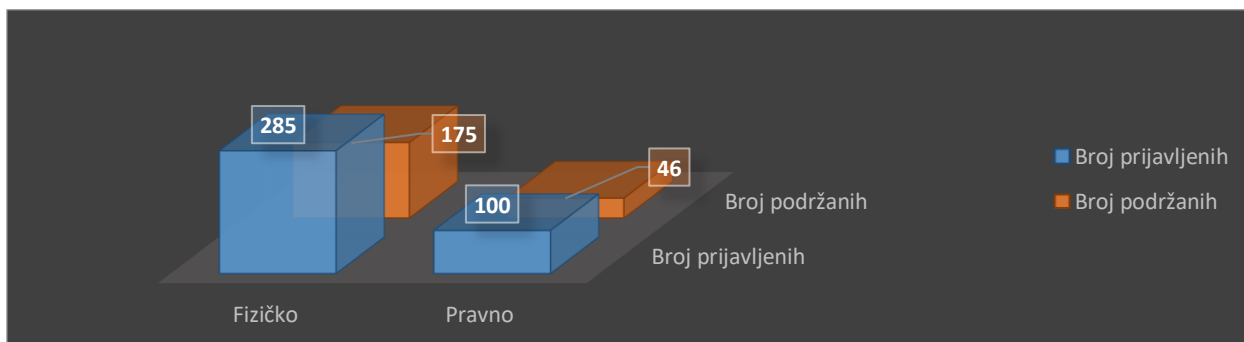 285
175
100
46
Broj prijavljenih
Broj podržanih
Broj podržanih
Broj prijavljenih
Fizičko
Pravno